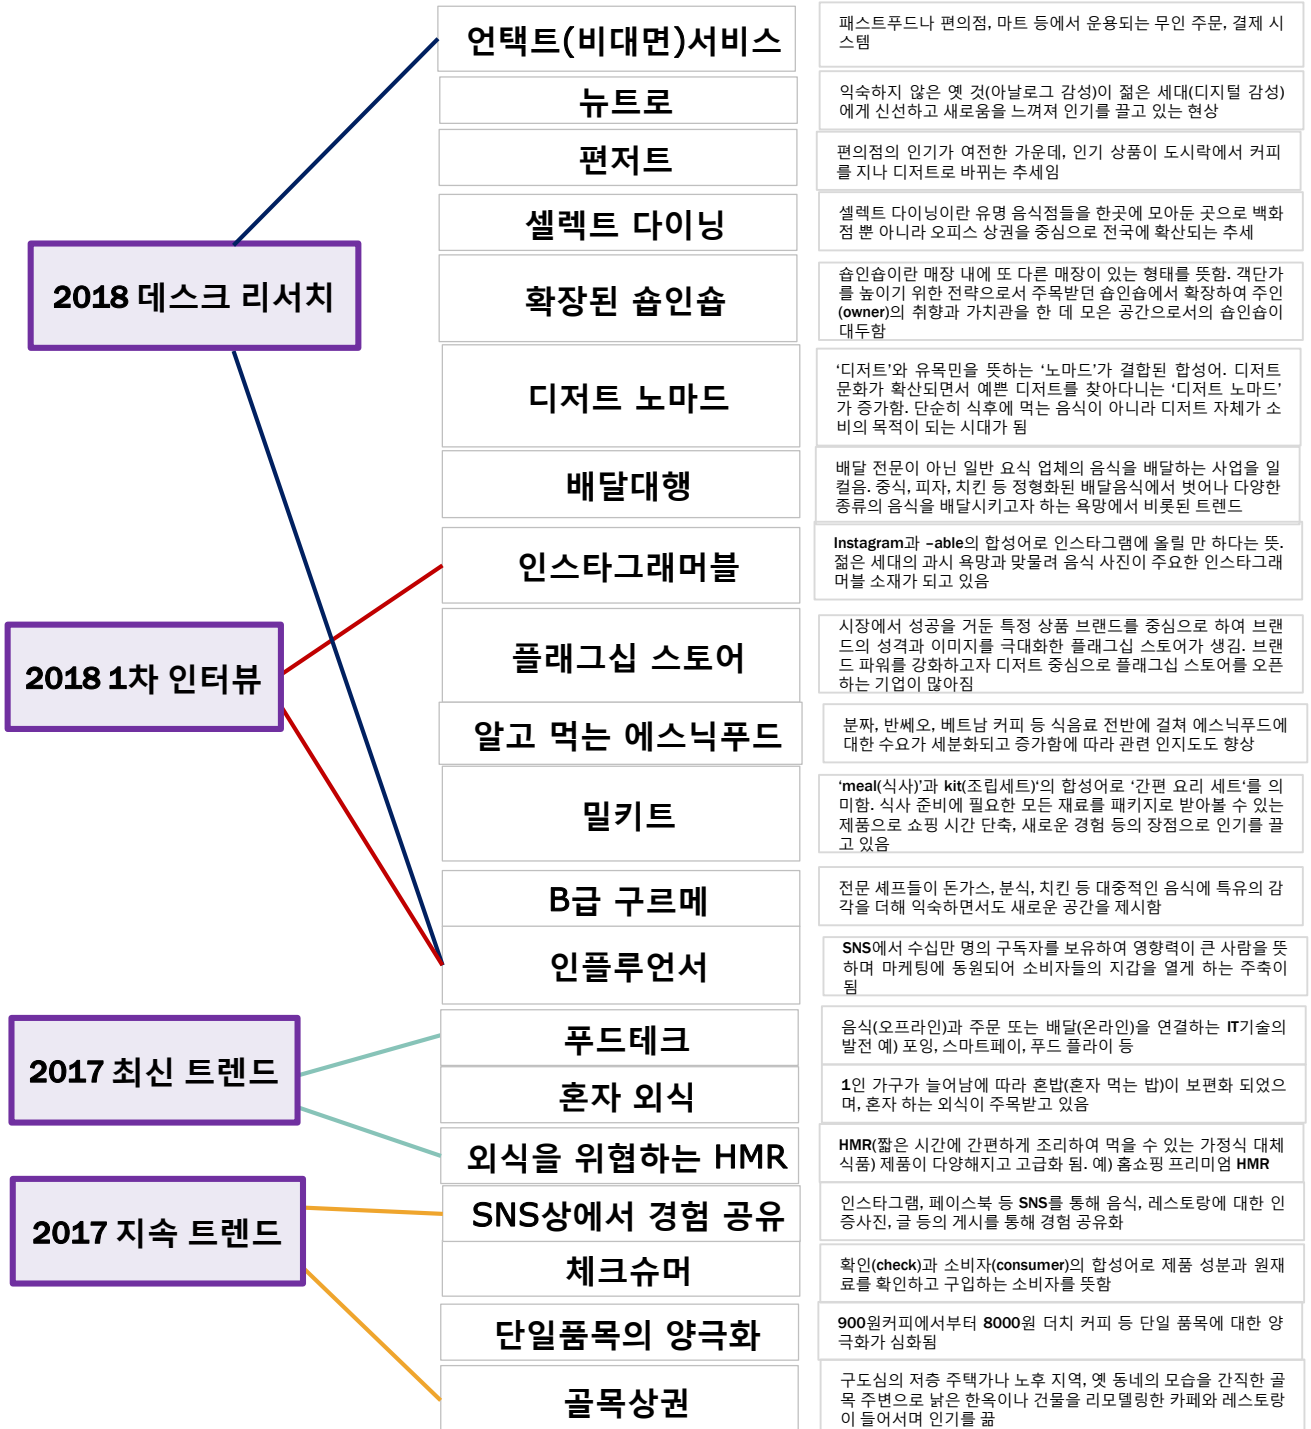 언택트(비대면)서비스
패스트푸드나 편의점, 마트 등에서 운용되는 무인 주문, 결제 시
스템
뉴트로
익숙하지 않은 옛 것(아날로그 감성)이 젊은 세대(디지털 감성)
에게 신선하고 새로움을 느껴져 인기를 끌고 있는 현상
편저트
편의점의 인기가 여전한 가운데, 인기 상품이 도시락에서 커피
를 지나 디저트로 바뀌는 추세임
셀렉트 다이닝
셀렉트 다이닝이란 유명 음식점들을 한곳에 모아둔 곳으로 백화
점 뿐 아니라 오피스 상권을 중심으로 전국에 확산되는 추세
2018 데스크 리서치
확장된 숍인숍
숍인숍이란 매장 내에 또 다른 매장이 있는 형태를 뜻함. 객단가
를 높이기 위한 전략으로서 주목받던 숍인숍에서 확장하여 주인
(owner)의 취향과 가치관을 한 데 모은 공간으로서의 숍인숍이
대두함
디저트 노마드
‘디저트’와 유목민을 뜻하는 ‘노마드’가 결합된 합성어. 디저트
문화가 확산되면서 예쁜 디저트를 찾아다니는 ‘디저트 노마드’
가 증가함. 단순히 식후에 먹는 음식이 아니라 디저트 자체가 소
비의 목적이 되는 시대가 됨
배달대행
배달 전문이 아닌 일반 요식 업체의 음식을 배달하는 사업을 일
컬음. 중식, 피자, 치킨 등 정형화된 배달음식에서 벗어나 다양한
종류의 음식을 배달시키고자 하는 욕망에서 비롯된 트렌드
인스타그래머블
Instagram과 –able의 합성어로 인스타그램에 올릴 만 하다는 뜻.
젊은 세대의 과시 욕망과 맞물려 음식 사진이 주요한 인스타그래
머블 소재가 되고 있음
2018 1차 인터뷰
플래그십 스토어
시장에서 성공을 거둔 특정 상품 브랜드를 중심으로 하여 브랜
드의 성격과 이미지를 극대화한 플래그십 스토어가 생김. 브랜
드 파워를 강화하고자 디저트 중심으로 플래그십 스토어를 오픈
하는 기업이 많아짐
알고 먹는 에스닉푸드
분짜, 반쎄오, 베트남 커피 등 식음료 전반에 걸쳐 에스닉푸드에
대한 수요가 세분화되고 증가함에 따라 관련 인지도도 향상
밀키트
‘meal(식사)’과 kit(조립세트)‘의 합성어로 ‘간편 요리 세트‘를 의
미함. 식사 준비에 필요한 모든 재료를 패키지로 받아볼 수 있는
제품으로 쇼핑 시간 단축, 새로운 경험 등의 장점으로 인기를 끌
고 있음
B급 구르메
전문 셰프들이 돈가스, 분식, 치킨 등 대중적인 음식에 특유의 감
각을 더해 익숙하면서도 새로운 공간을 제시함
인플루언서
SNS에서 수십만 명의 구독자를 보유하여 영향력이 큰 사람을 뜻
하며 마케팅에 동원되어 소비자들의 지갑을 열게 하는 주축이
됨
2017 최신 트렌드
푸드테크
음식(오프라인)과 주문 또는 배달(온라인)을 연결하는 IT기술의
발전 예) 포잉, 스마트페이, 푸드 플라이 등
혼자 외식
1인 가구가 늘어남에 따라 혼밥(혼자 먹는 밥)이 보편화 되었으
며, 혼자 하는 외식이 주목받고 있음
외식을 위협하는 HMR
HMR(짧은 시간에 간편하게 조리하여 먹을 수 있는 가정식 대체
식품) 제품이 다양해지고 고급화 됨. 예) 홈쇼핑 프리미엄 HMR
2017 지속 트렌드
SNS상에서 경험 공유
인스타그램, 페이스북 등 SNS를 통해 음식, 레스토랑에 대한 인
증사진, 글 등의 게시를 통해 경험 공유화
체크슈머
확인(check)과 소비자(consumer)의 합성어로 제품 성분과 원재
료를 확인하고 구입하는 소비자를 뜻함
단일품목의 양극화
900원커피에서부터 8000원 더치 커피 등 단일 품목에 대한 양
극화가 심화됨
골목상권
구도심의 저층 주택가나 노후 지역, 옛 동네의 모습을 간직한 골
목 주변으로 낡은 한옥이나 건물을 리모델링한 카페와 레스토랑
이 들어서며 인기를 끎